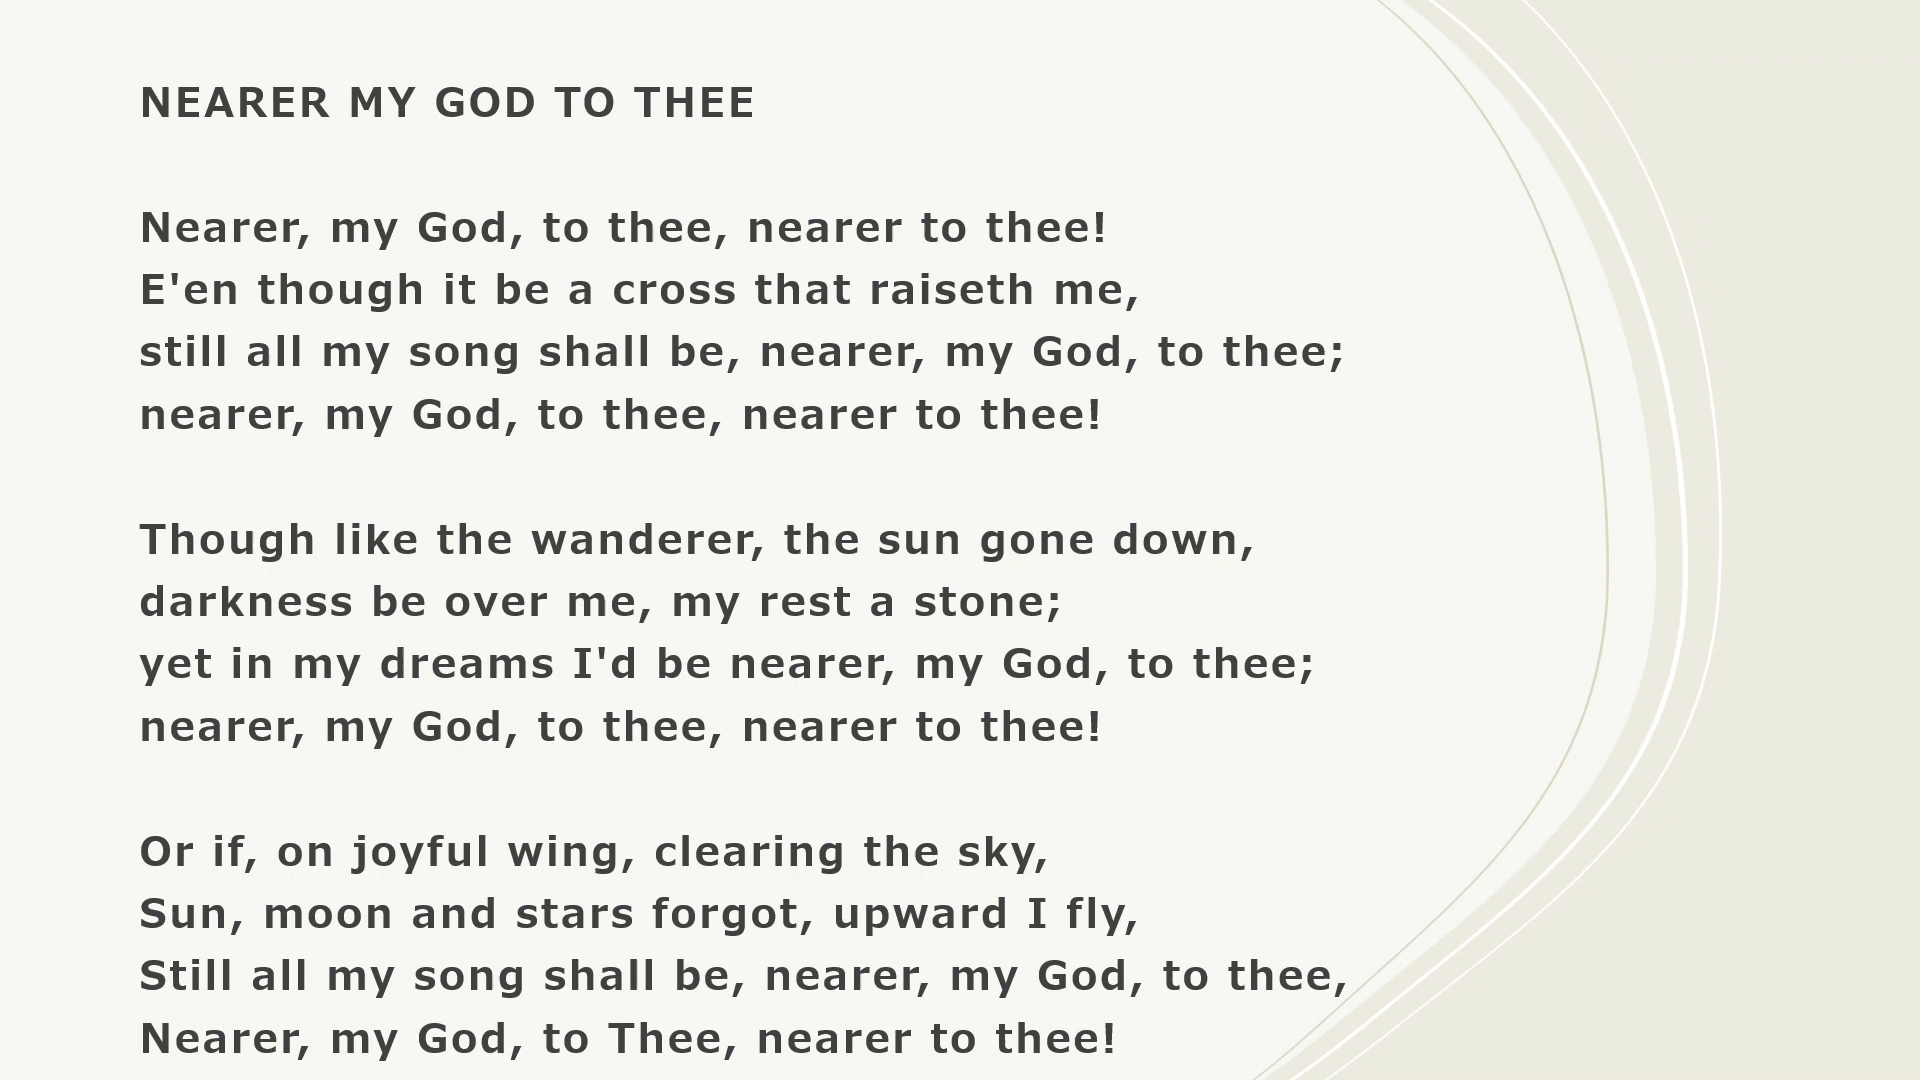 NEARER MY GOD TO THEE
Nearer, my God, to thee, nearer to thee!
E'en though it be a cross that raiseth me,
still all my song shall be, nearer, my God, to thee;
nearer, my God, to thee, nearer to thee!
Though like the wanderer, the sun gone down,
darkness be over me, my rest a stone;
yet in my dreams I'd be nearer, my God, to thee;
nearer, my God, to thee, nearer to thee!
Or if, on joyful wing, clearing the sky,
Sun, moon and stars forgot, upward I fly,
Still all my song shall be, nearer, my God, to thee,
Nearer, my God, to Thee, nearer to thee!